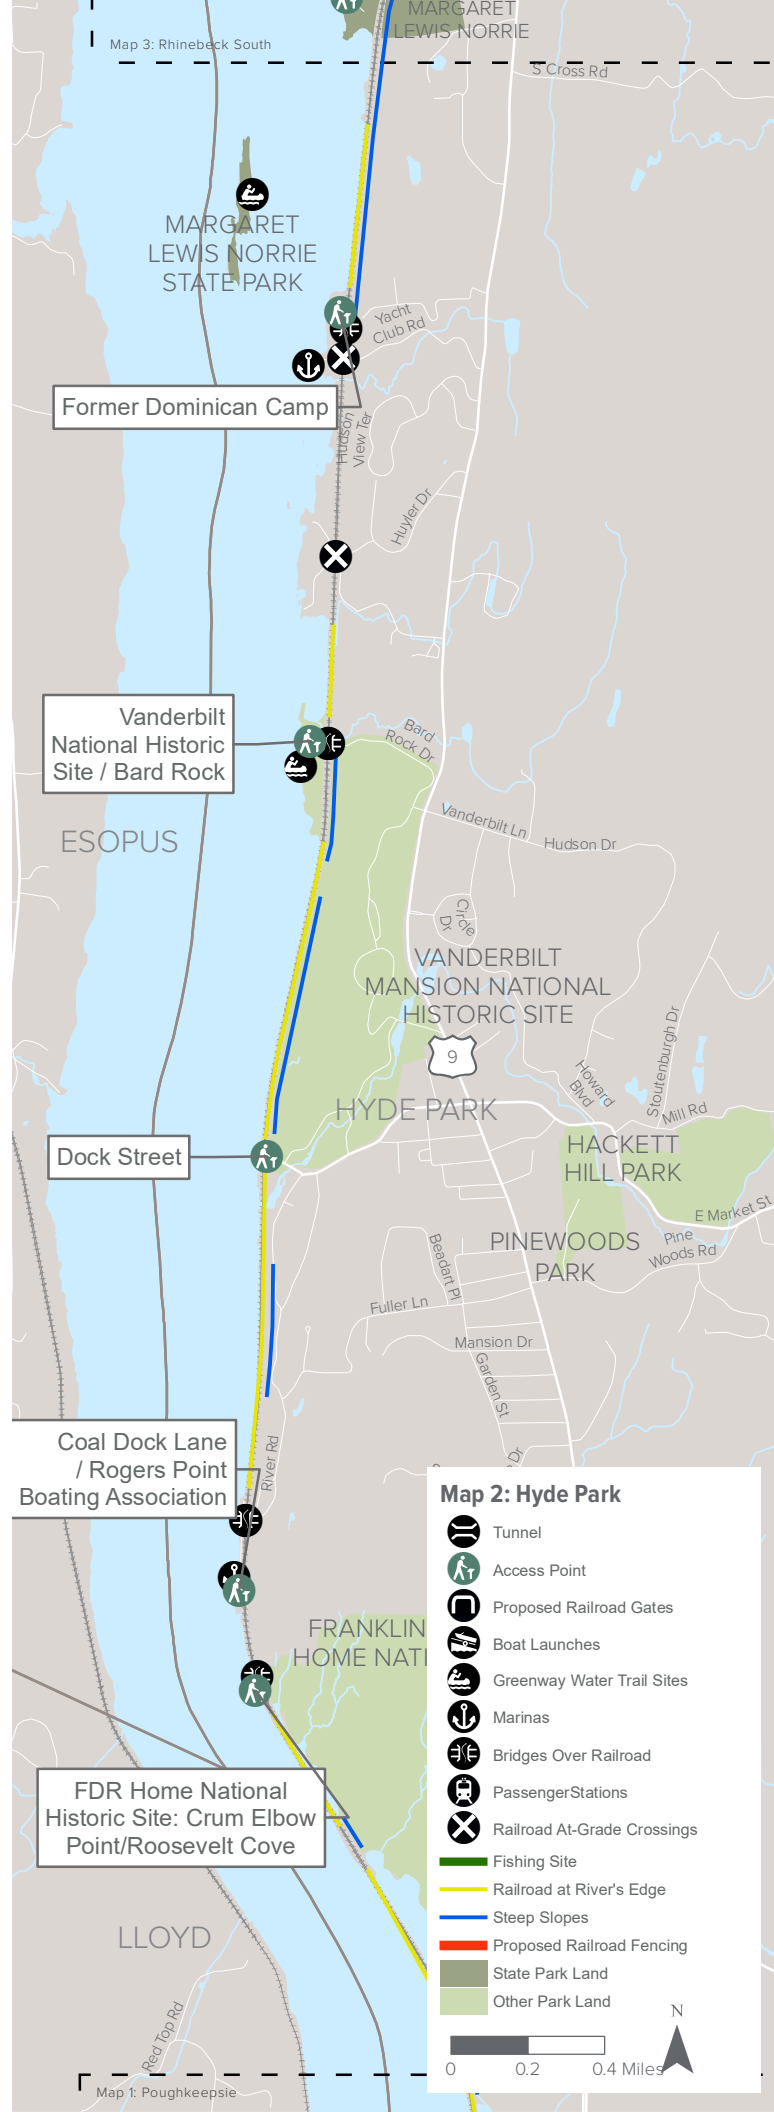 MARGARET
LEWIS NORRIE
Map 3: Rhinebeck South
S Cross Rd
MARGARET
LEWIS NORRIE
STATE PARK
Yacht
Club Rd
Former Dominican Camp
Hudson
View Ter
Huyler Dr
Vanderbilt
National Historic
Site / Bard Rock
Bard
Rock Dr
Vanderbilt Ln
Hudson Dr
ESOPUS
Circle
Dr
VANDERBILT
MANSION NATIONAL
HISTORIC SITE
9
Howard
Blvd
Stoutenburgh Dr
Mill Rd
HYDE PARK
HACKETT
HILL PARK
Dock Street
E Market St
Pine
Woods Rd
PINEWOODS
PARK
Beadart Pl
Fuller Ln
Mansion Dr
Garden St
Dr
Coal Dock Lane
/ Rogers Point
Boating Association
River Rd
FRANKLIN
HOME NATI
FDR Home National
Historic Site: Crum Elbow
Point/Roosevelt Cove
LLOYD
Red Top Rd
Map 1: Poughkeepsie
Map 2: Hyde Park
Tunnel
Access Point
Proposed Railroad Gates
Boat Launches
Greenway Water Trail Sites
Marinas
Bridges Over Railroad
PassengerStations
Railroad At-Grade Crossings
Fishing Site
Railroad at River's Edge
Steep Slopes
Proposed Railroad Fencing
State Park Land
Other Park Land
N
0 0.2 0.4 Miles